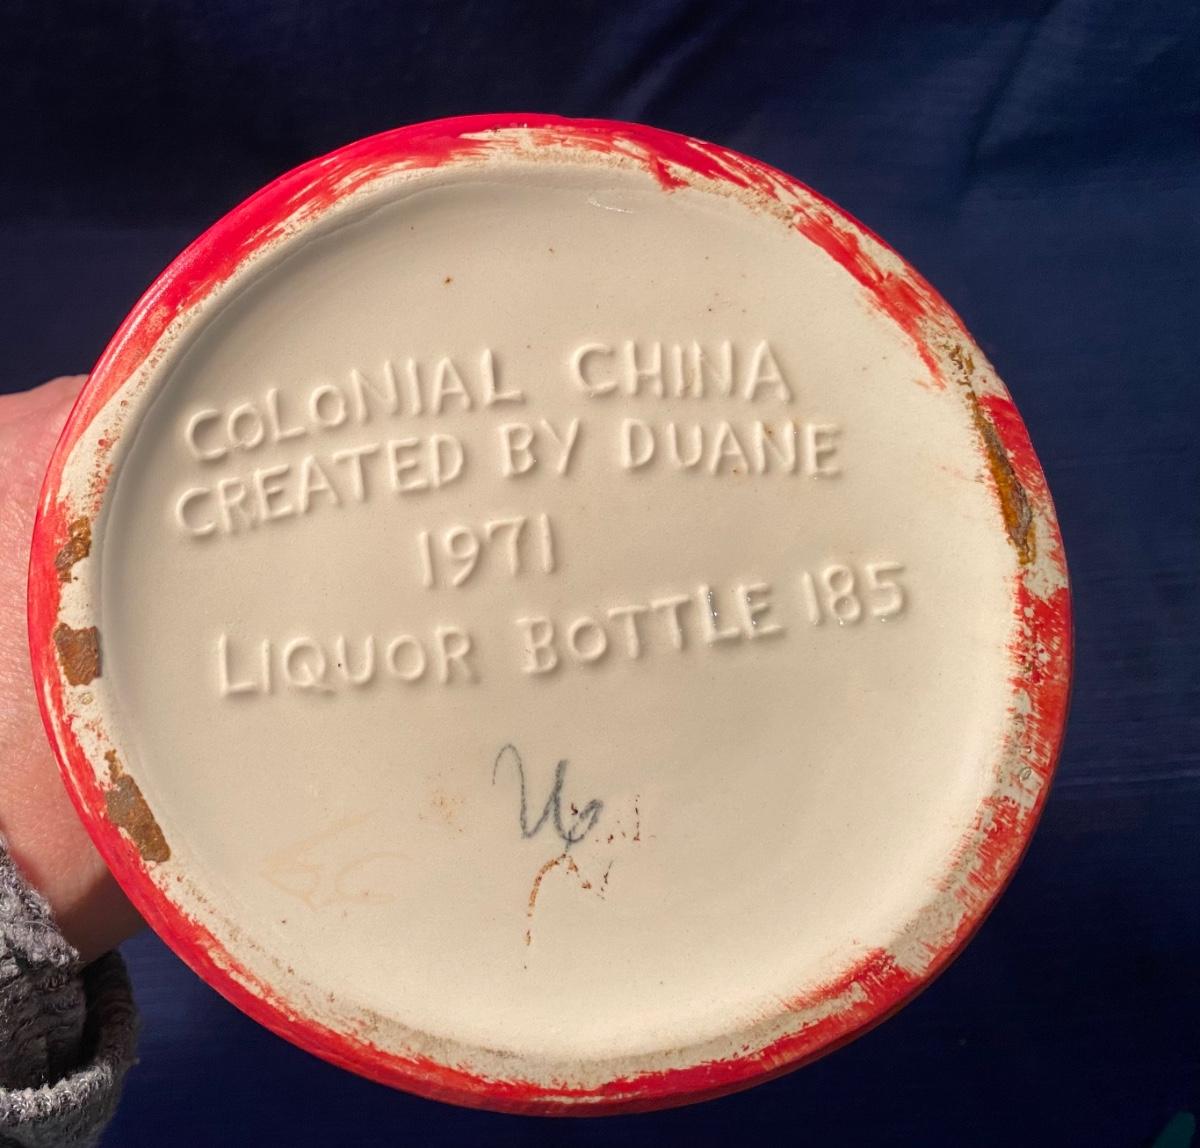 COLONIAL CHINA
CREATED BY DUANE
1971
LIQUOR BOTTLE 185